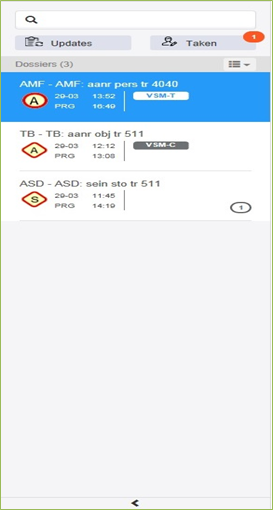 Updates
Taken
1
Dossiers (3)
AMF - AMF: aanr pers tr 4040
A 29-03 13:52 VSM-T
PRG 16:49
TB - TB: aanr obj tr 511
A 29-03 12:12 VSM-C
PRG 13:08
ASD - ASD: sein sto tr 511
S 29-03 11:45
PRG 14:19
1